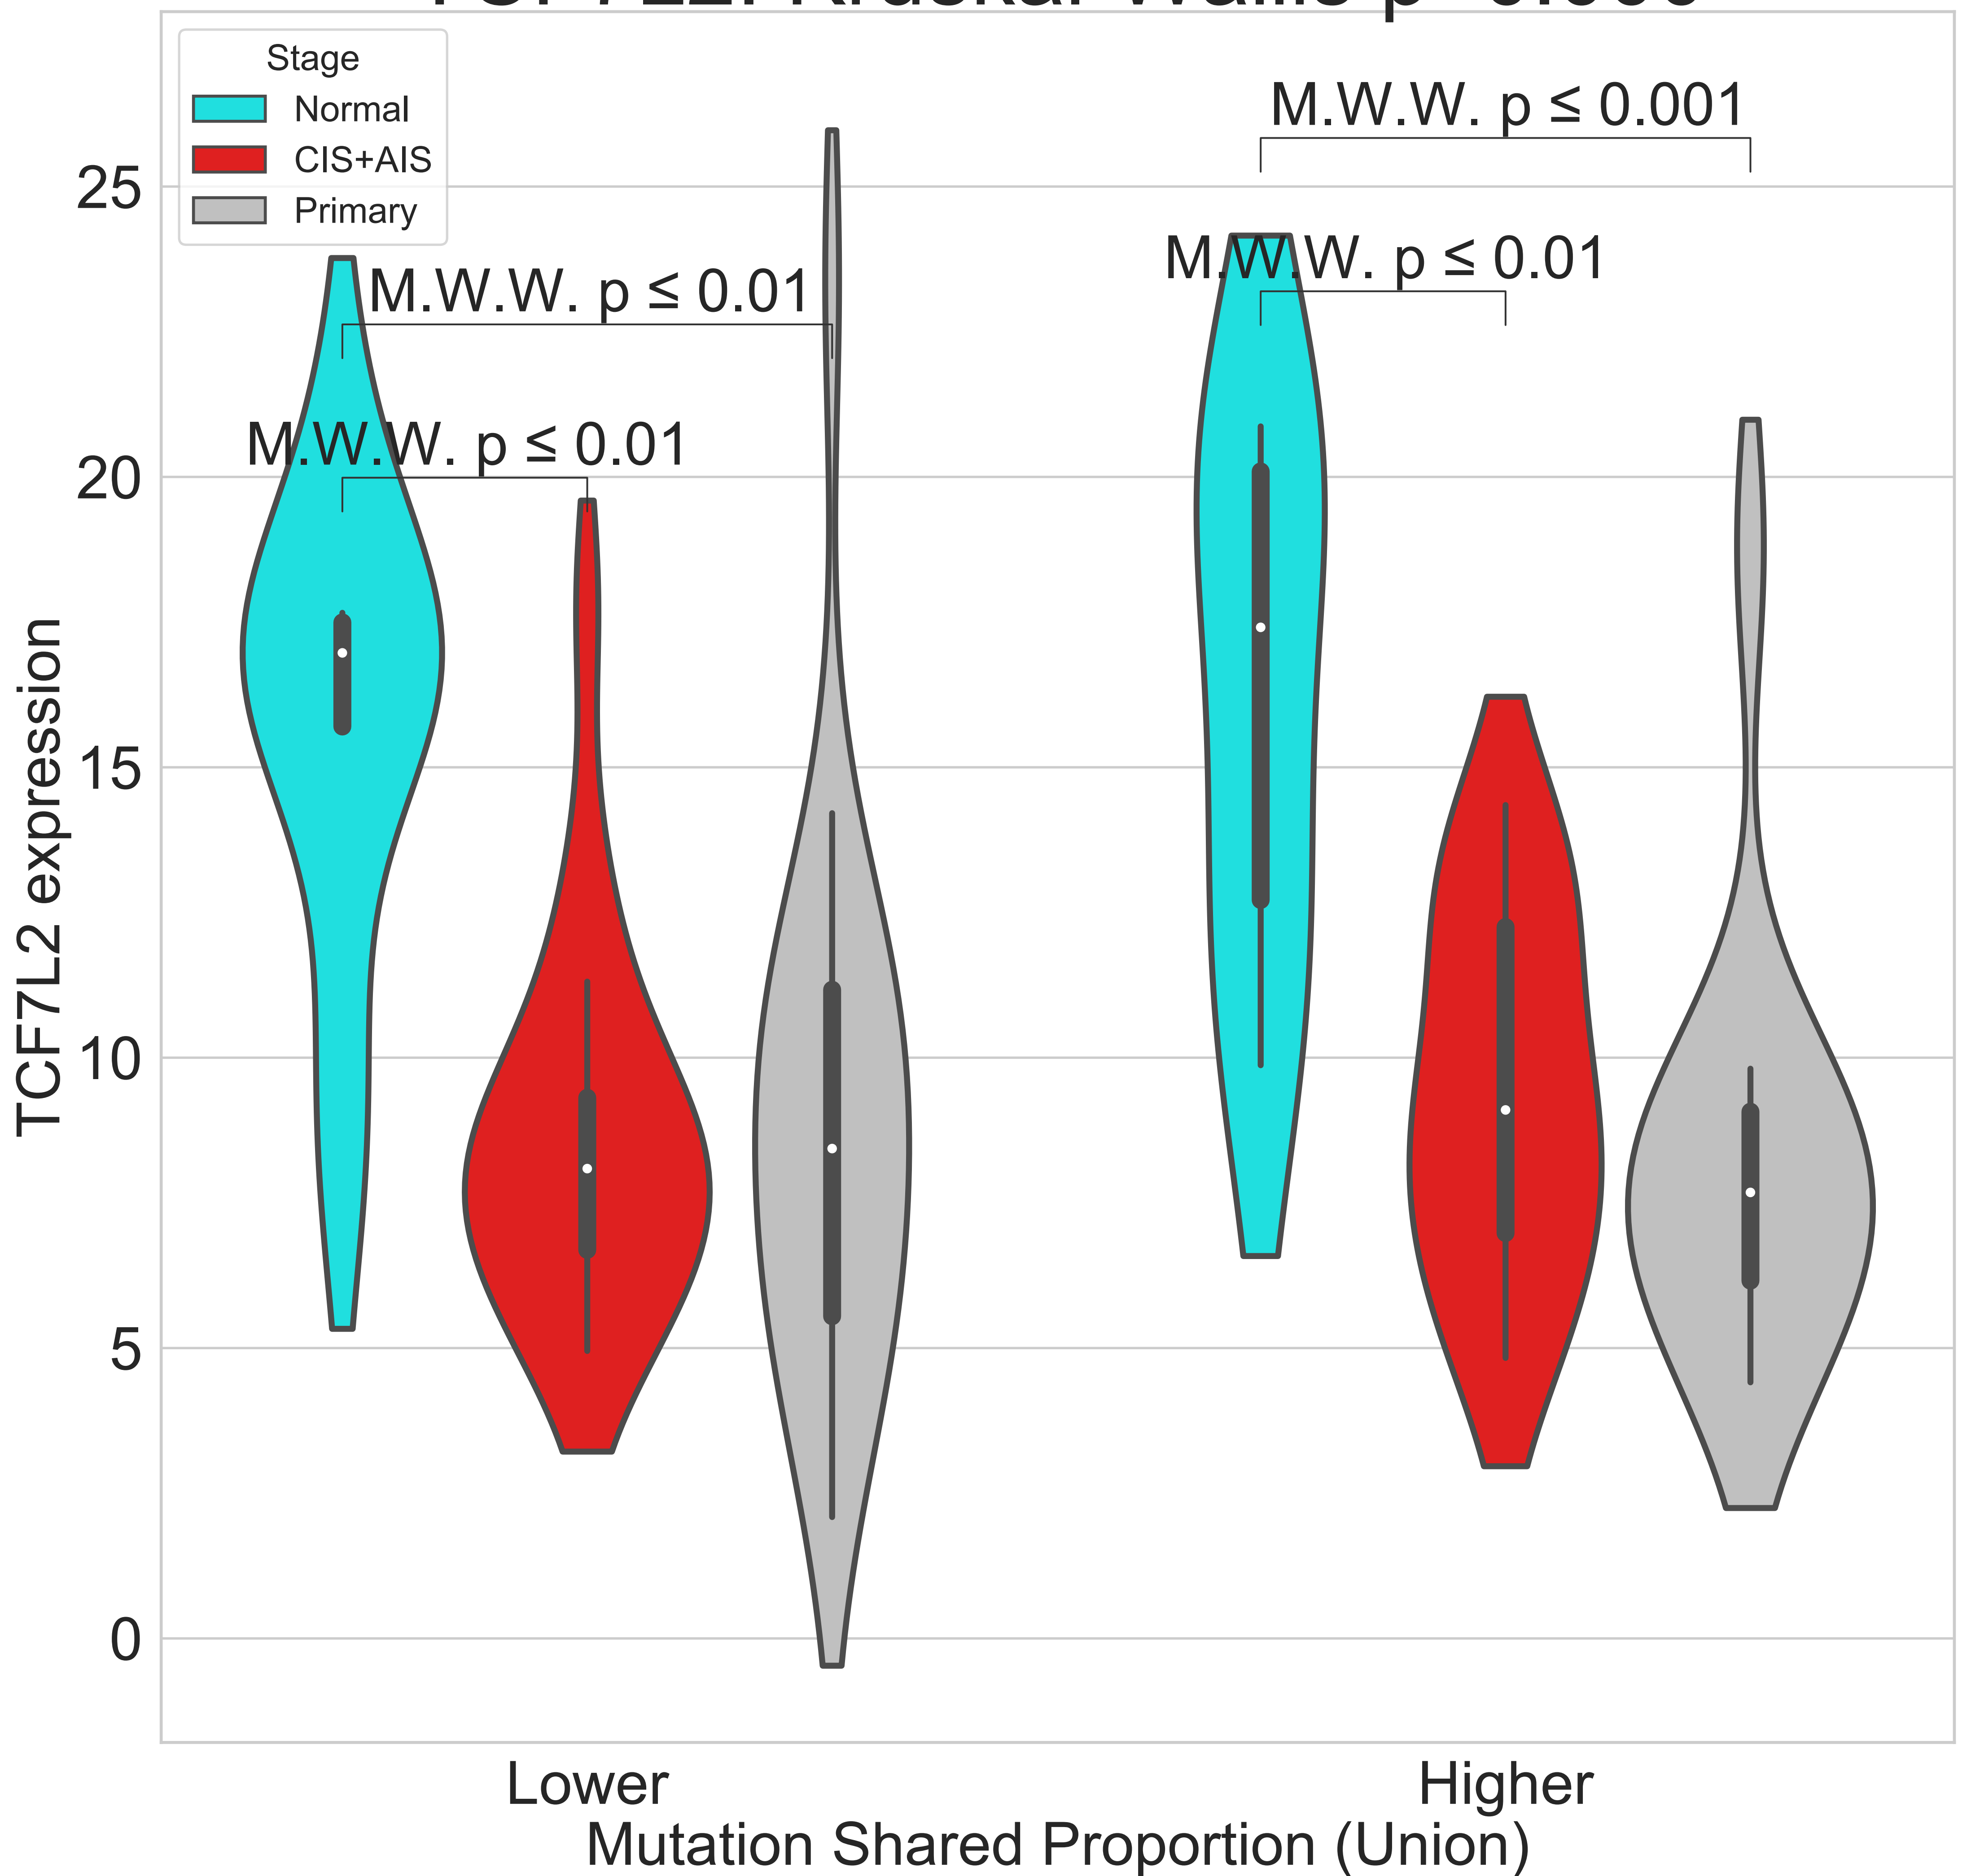 Stage
Normal
CIS+AIS
Primary
M.W.W. p ≤ 0.001
M.W.W. p ≤ 0.01
M.W.W. p ≤ 0.01
M.W.W. p ≤ 0.01
25
20
15
10
5
0
TCF7L2 expression
Lower
Higher
Mutation Shared Proportion (Union)